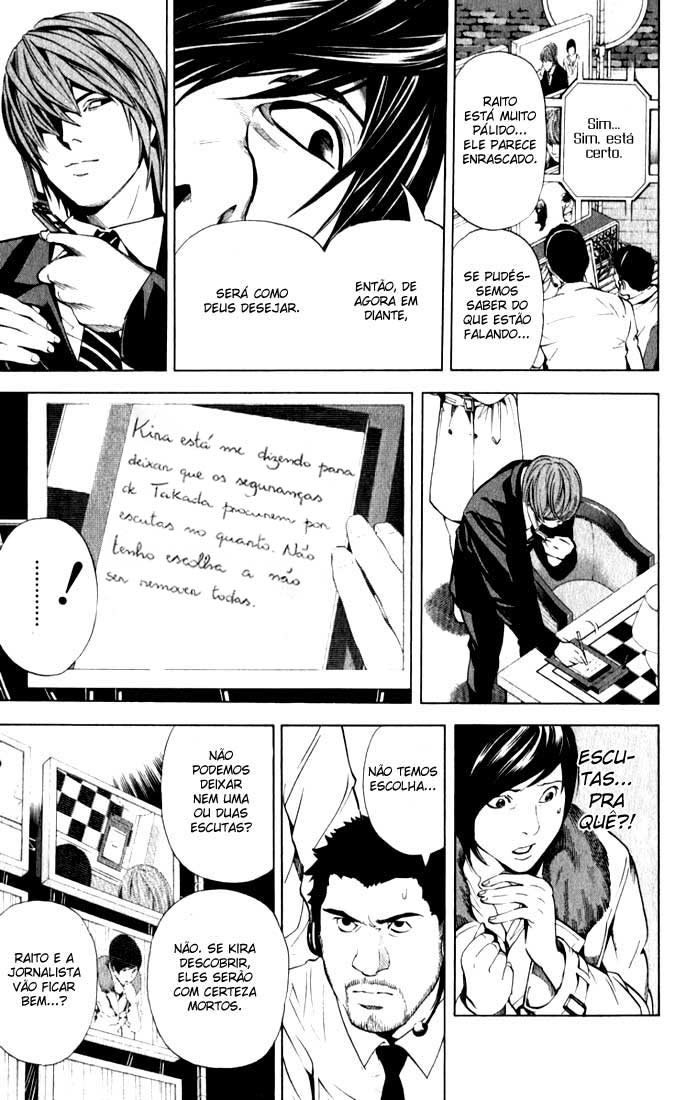 Sim...
Sim, está
certo.
RAITO
ESTÁ MUITO
PÁLIDO...
ELE PARECE
ENRASCADO.
SE PUDÉS-
SEMOS
SABER DO
QUE ESTÃO
FALANDO...
ENTÃO, DE
AGORA EM
DIANTE,
SERÁ COMO
DEUS DESEJAR.
Kira está me dizendo para
deixar que os seguranças
de Takada procurem por
escutas no quarto. Não
tenho escolha a não
ser remover todas.
.......!
ESCU-
TAS...
PRA
QUÊ?!
NÃO TEMOS
ESCOLHA...
NÃO
PODEMOS
DEIXAR
NEM UMA
OU DUAS
ESCUTAS?
NÃO. SE KIRA
DESCOBRIR,
ELES SERÃO
COM CERTEZA
MORTOS.
RAITO E A
JORNALISTA
VÃO FICAR
BEM...?